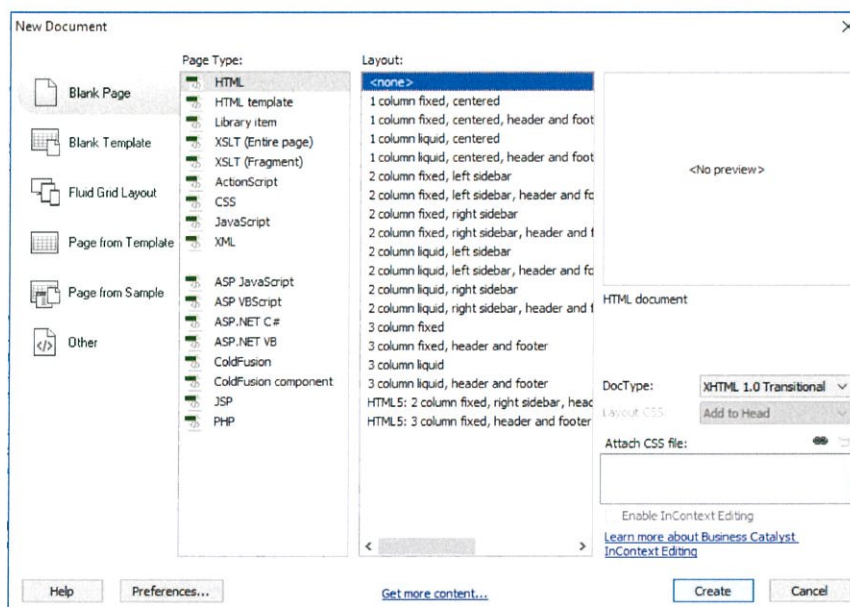 New Document
Blank Page
Blank Template
Fluid Grid Layout
Page from Template
Page from Sample
Other
Page Type:
HTML
HTML template
Library item
XSLT (Entire page)
XSLT (Fragment)
ActionScript
CSS
JavaScript
XML
ASP JavaScript
ASP VBScript
ASP.NET C#
ASP.NET VB
ColdFusion
ColdFusion component
JSP
PHP
Layout:
<none>
1 column fixed, centered
1 column fixed, centered, header and foot
1 column liquid, centered
1 column liquid, centered, header and foot
2 column fixed, left sidebar
2 column fixed, left sidebar, header and fo
2 column fixed, right sidebar
2 column fixed, right sidebar, header and f
2 column liquid, left sidebar
2 column liquid, left sidebar, header and fo
2 column liquid, right sidebar
2 column liquid, right sidebar, header and f
3 column fixed
3 column fixed, header and footer
3 column liquid
3 column liquid, header and footer
HTML5: 2 column fixed, right sidebar, head
HTML5: 3 column fixed, header and footer
<No preview>
HTML document
DocType: XHTML 1.0 Transitional
Layout CSS: Add to Head
Attach CSS file:
Enable InContext Editing
Learn more about Business Catalyst
InContext Editing
Help Preferences... Get more content... Create Cancel